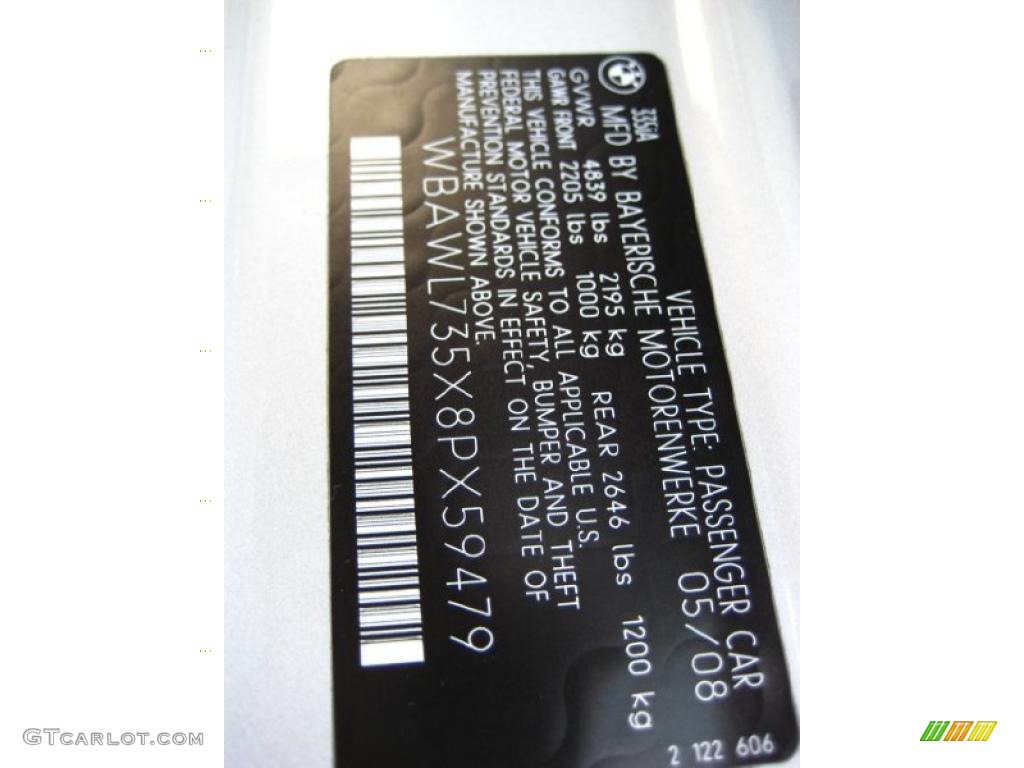 335iA
VEHICLE TYPE: PASSENGER CAR
MFD BY BAYERISCHE MOTORENWERKE 05/08
GVWR 4839 lbs 2195 kg
GAWR FRONT 2205 lbs 1000 kg REAR 2646 lbs 1200 kg
THIS VEHICLE CONFORMS TO ALL APPLICABLE U.S.
FEDERAL MOTOR VEHICLE SAFETY, BUMPER AND THEFT
PREVENTION STANDARDS IN EFFECT ON THE DATE OF
MANUFACTURE SHOWN ABOVE.
WBAWL735X8PX59479
2 122 606
GTCARLOT.COM